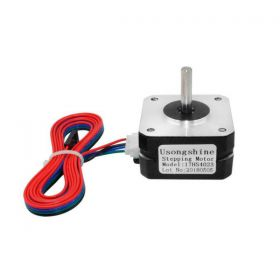 Usongshine
Stepping Motor
Model:17HS4023
Lot No:20180505